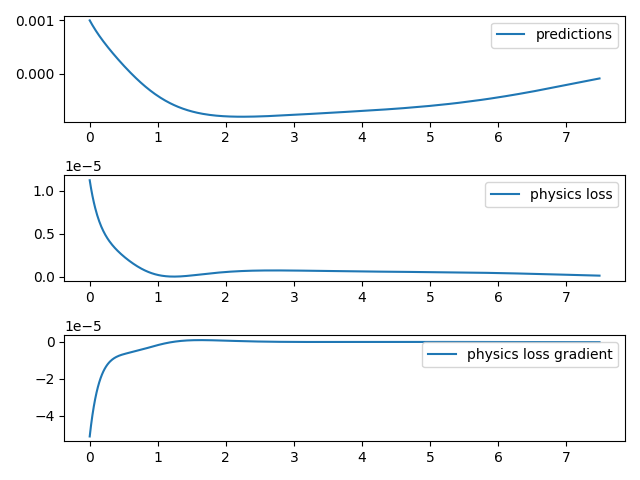 0.001
0.000
predictions
0 1 2 3 4 5 6 7
1e−5
1.0
0.5
0.0
physics loss
0 1 2 3 4 5 6 7
1e−5
0
−2
−4
physics loss gradient
0 1 2 3 4 5 6 7